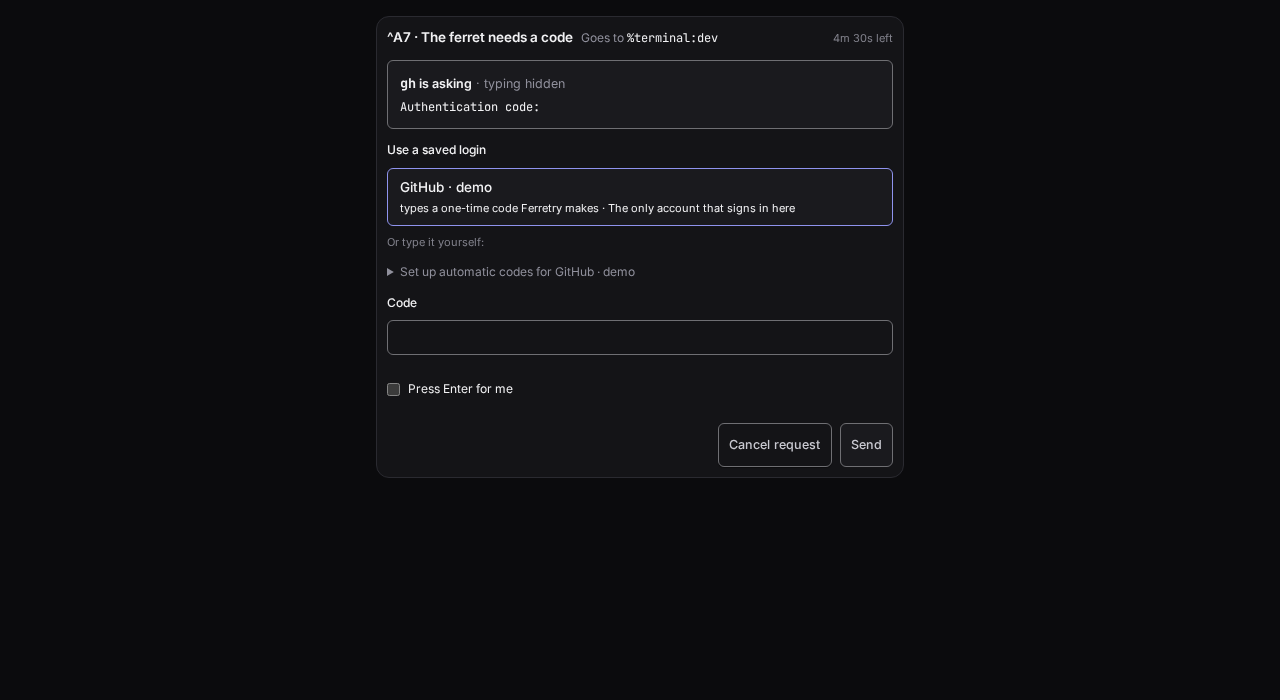 ^A7 · The ferret needs a code Goes to %terminal:dev 4m 30s left
gh is asking · typing hidden
Authentication code:
Use a saved login
GitHub · demo
types a one-time code Ferretry makes · The only account that signs in here
Or type it yourself:
Set up automatic codes for GitHub · demo
Code
Press Enter for me
Cancel request Send